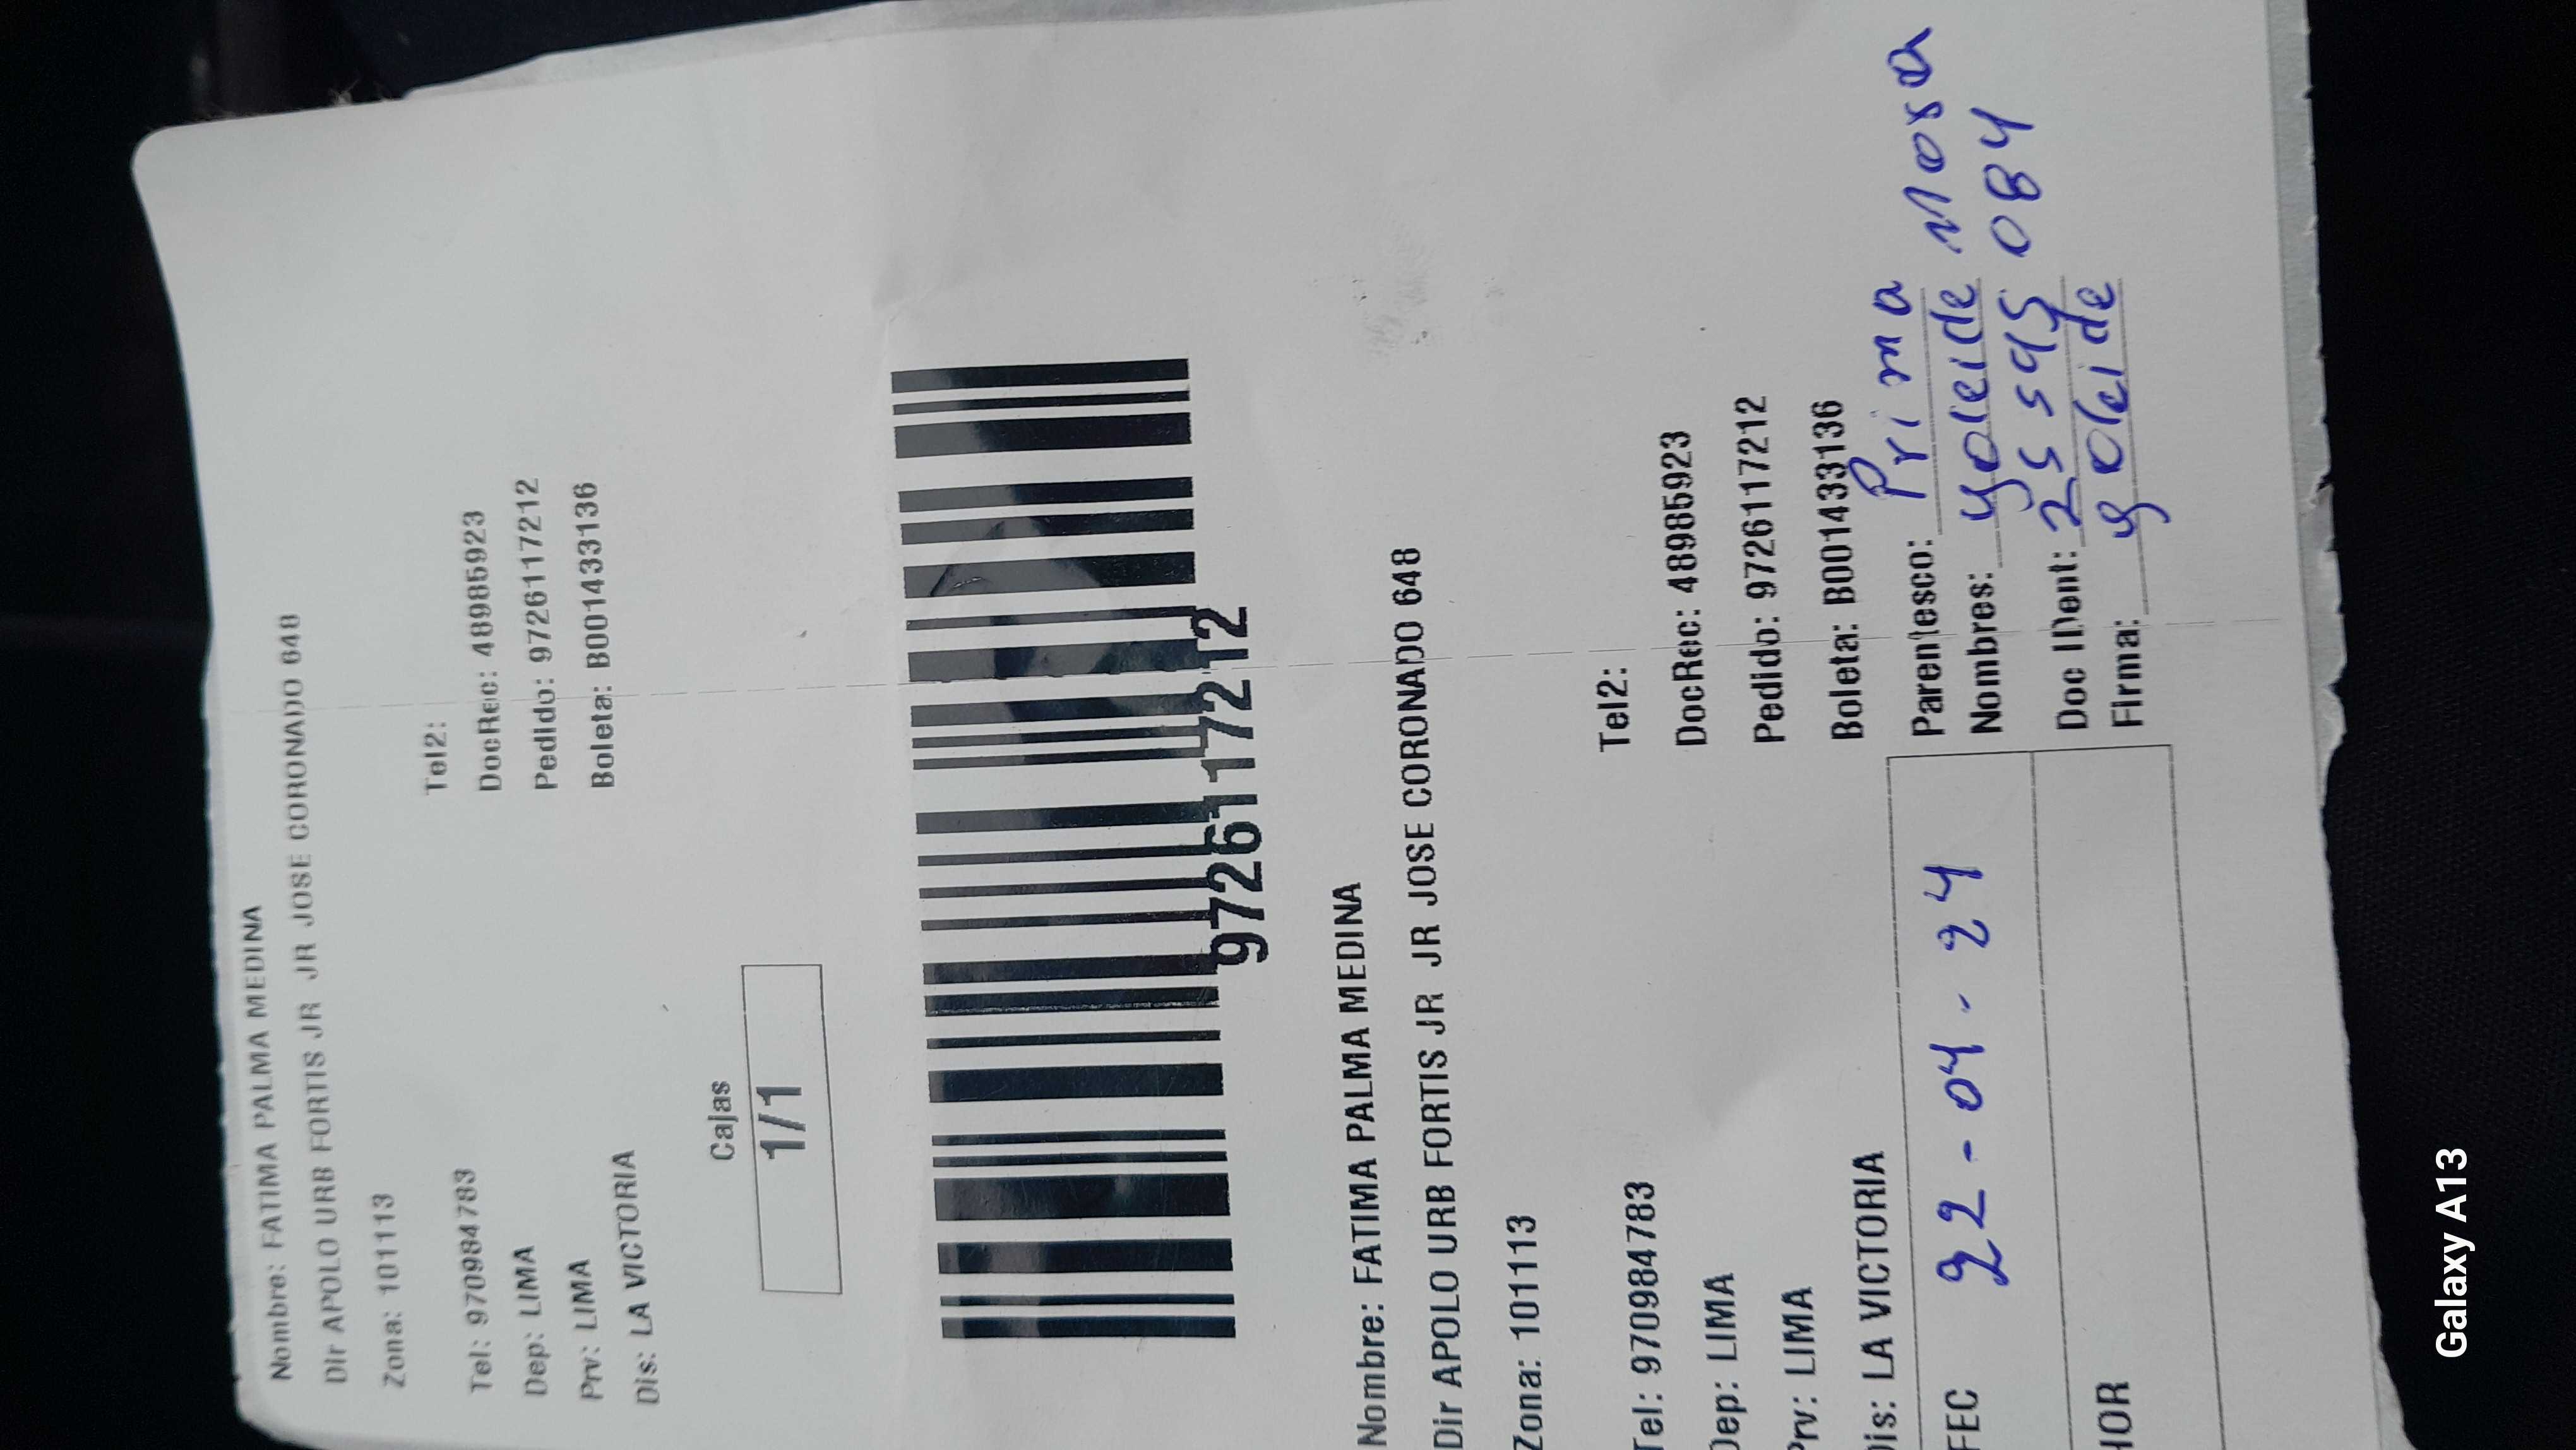 Nombre: FATIMA PALMA MEDINA
Dir APOLO URB FORTIS JR JR JOSE CORONADO 648
Zona: 101113
Tel: 970984783 Tel2:
Dep: LIMA DocRec: 48985923
Prv: LIMA Pedido: 972611 7212
Dis: LA VICTORIA Boleta: B001433136
Cajas
1/1
9726117212
Nombre: FATIMA PALMA MEDINA
Dir APOLO URB FORTIS JR JR JOSE CORONADO 648
Zona: 101113
Tel: 970984783 Tel2:
Dep: LIMA DocRec: 48985923
Prv: LIMA Pedido: 9726117212
Dis: LA VICTORIA Boleta: B001433136
FEC 22-04-24 Parentesco: Prima
Nombres: yoleide Mosa
HOR Doc IDent: 25595084
Firma: yoleide
Galaxy A13